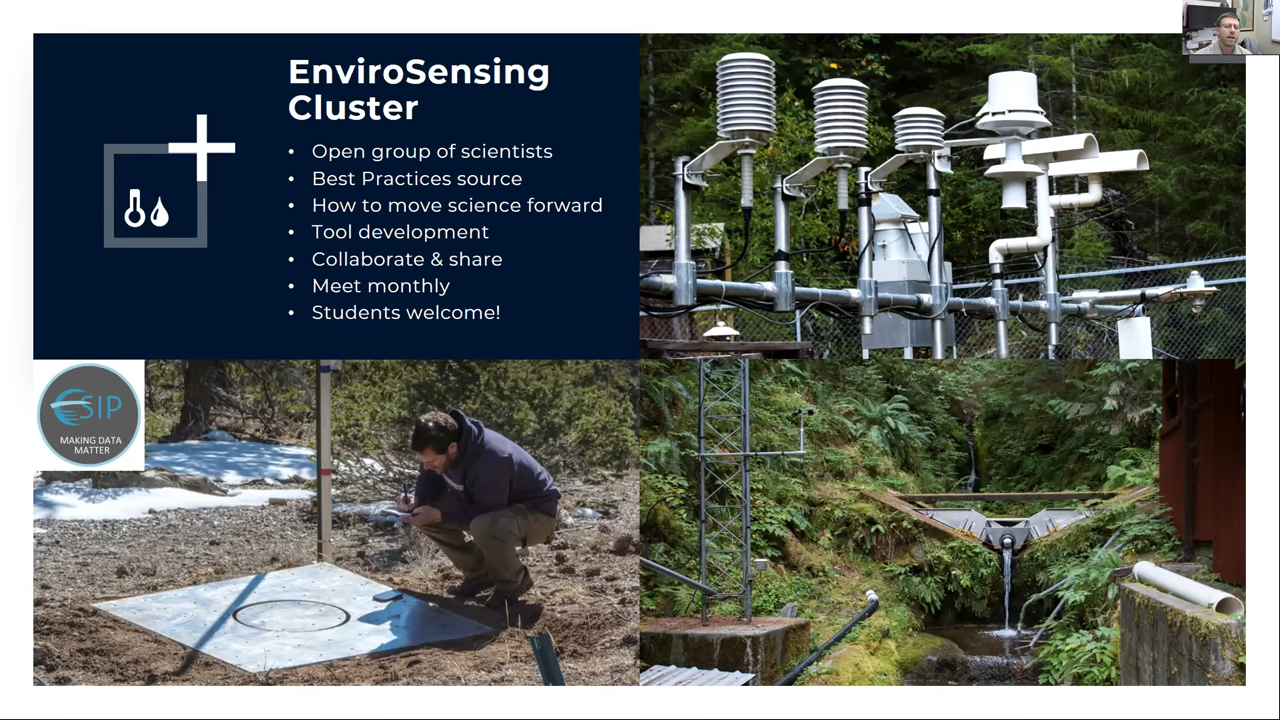 EnviroSensing
Cluster
• Open group of scientists
• Best Practices source
• How to move science forward
• Tool development
• Collaborate & share
• Meet monthly
• Students welcome!
ESIP
MAKING DATA
MATTER